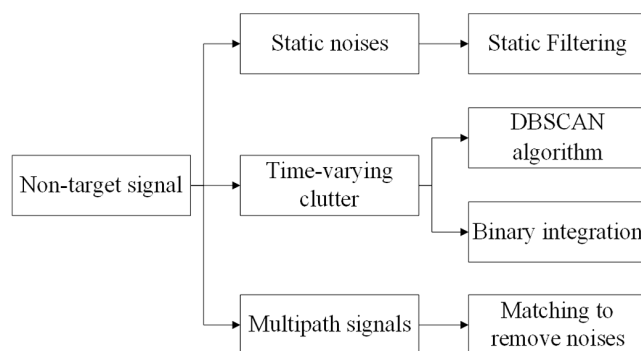 Static noises
Static Filtering
DBSCAN
algorithm
Non-target signal
Time-varying
clutter
Binary integration
Multipath signals
Matching to
remove noises